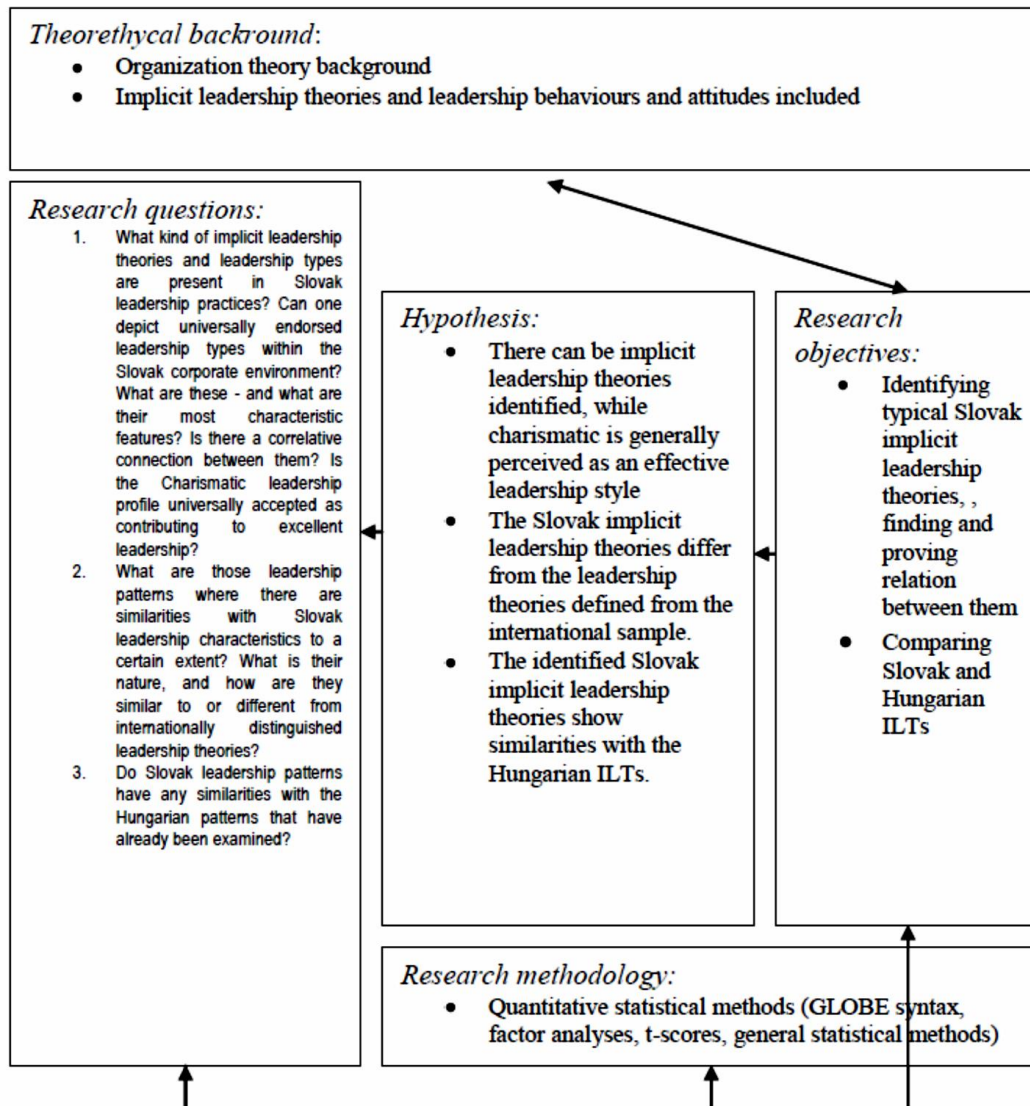 Theorethycal backround:
• Organization theory background
• Implicit leadership theories and leadership behaviours and attitudes included
Research questions:
1. What kind of implicit leadership
theories and leadership types
are present in Slovak
leadership practices? Can one
depict universally endorsed
leadership types within the
Slovak corporate environment?
What are these - and what are
their most characteristic
features? Is there a correlative
connection between them? Is
the Charismatic leadership
profile universally accepted as
contributing to excellent
leadership?
2. What are those leadership
patterns where there are
similarities with Slovak
leadership characteristics to a
certain extent? What is their
nature, and how are they
similar to or different from
internationally distinguished
leadership theories?
3. Do Slovak leadership patterns
have any similarities with the
Hungarian patterns that have
already been examined?
Hypothesis:
• There can be implicit
leadership theories
identified, while
charismatic is generally
perceived as an effective
leadership style
• The Slovak implicit
leadership theories differ
from the leadership
theories defined from the
international sample.
• The identified Slovak
implicit leadership
theories show
similarities with the
Hungarian ILTs.
Research
objectives:
• Identifying
typical Slovak
implicit
leadership
theories, ,
finding and
proving
relation
between them
• Comparing
Slovak and
Hungarian
ILTs
Research methodology:
• Quantitative statistical methods (GLOBE syntax,
factor analyses, t-scores, general statistical methods)